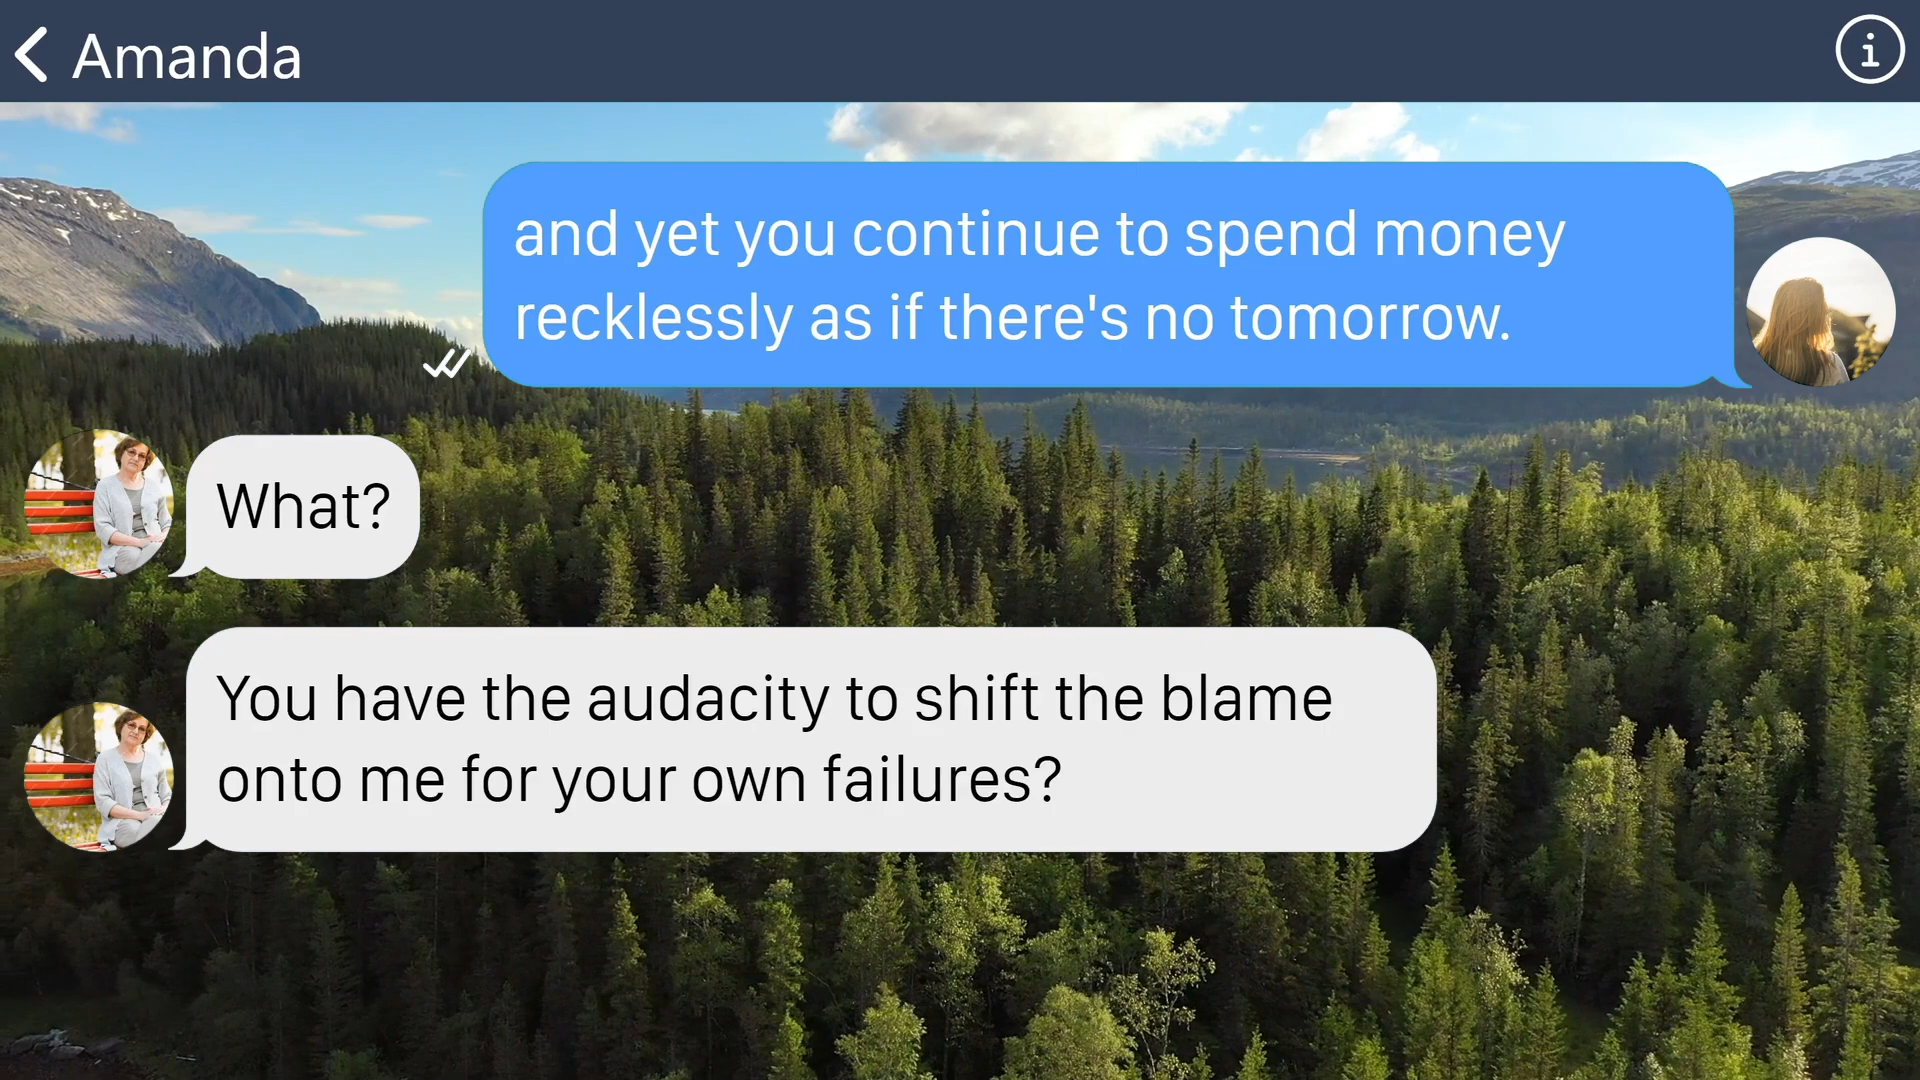 Amanda
and yet you continue to spend money
recklessly as if there's no tomorrow.
What?
You have the audacity to shift the blame
onto me for your own failures?